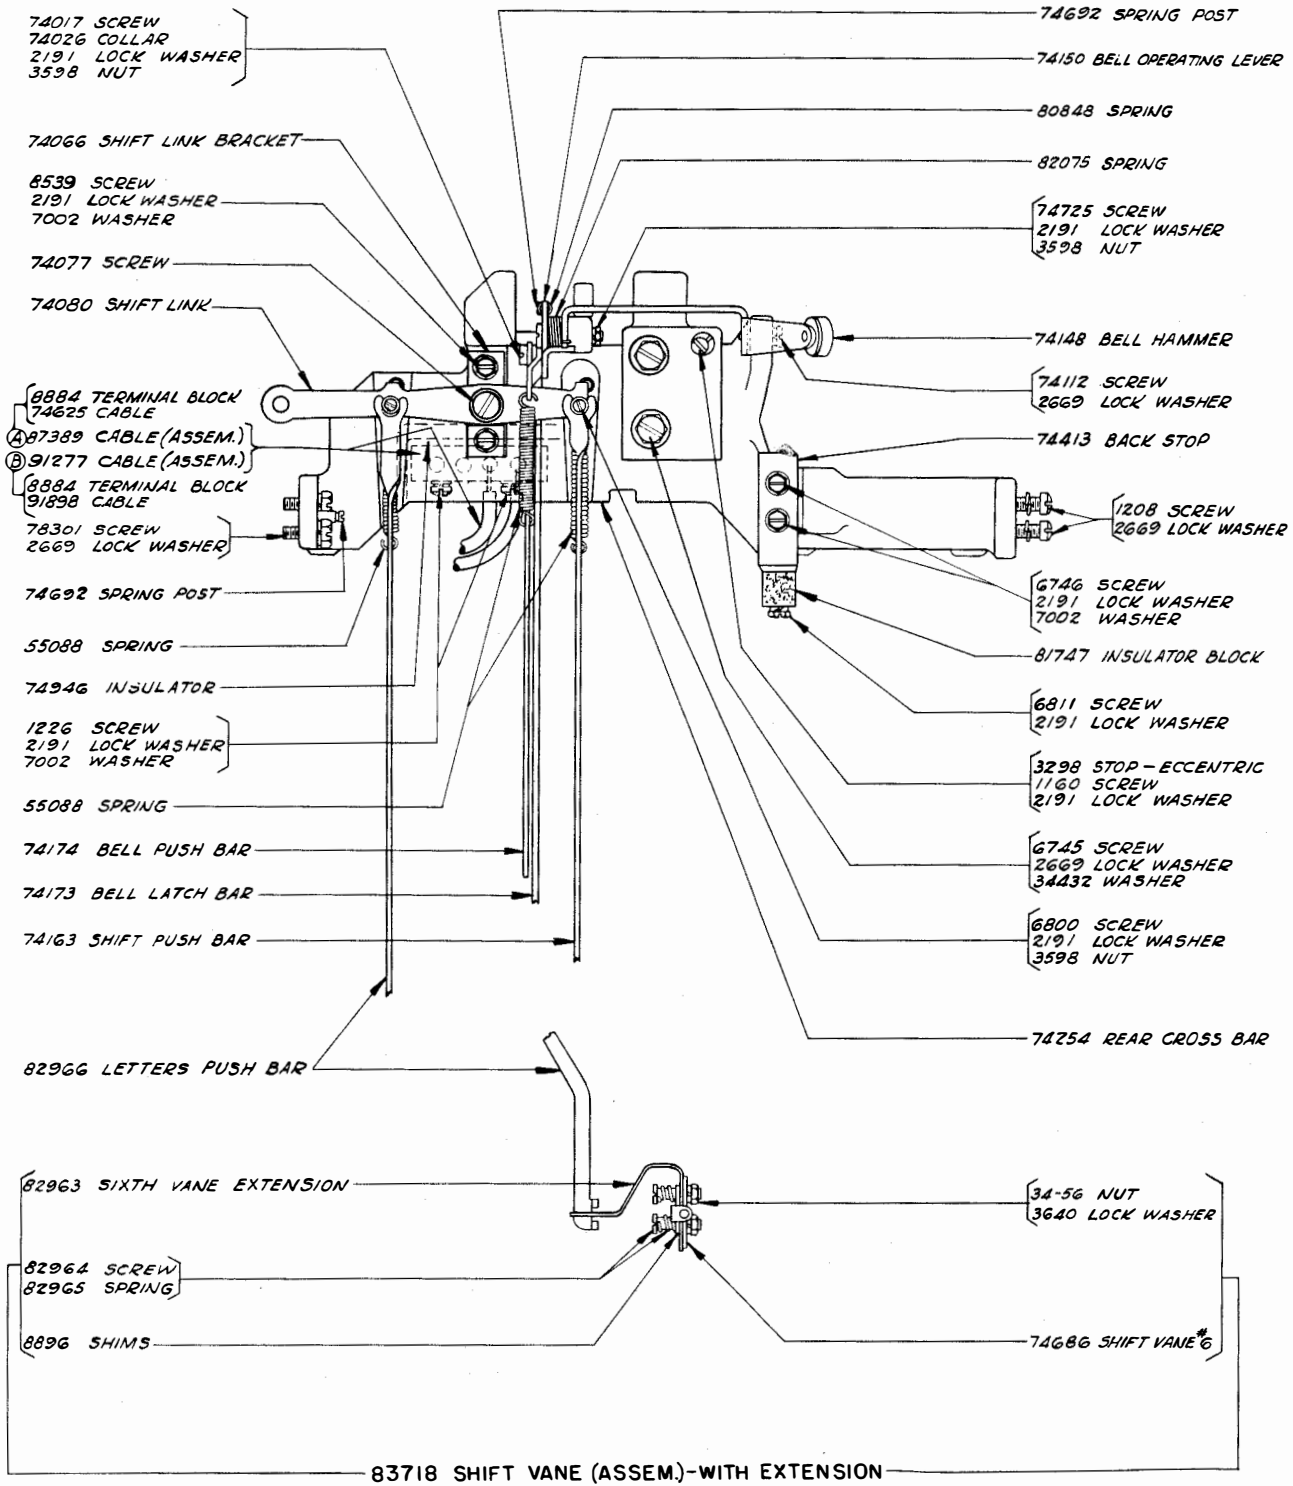 74017 SCREW
74026 COLLAR
2191 LOCK WASHER
3598 NUT
74066 SHIFT LINK BRACKET
8539 SCREW
2191 LOCK WASHER
7002 WASHER
74077 SCREW
74080 SHIFT LINK
8884 TERMINAL BLOCK
74625 CABLE
A 87389 CABLE (ASSEM.)
B 91277 CABLE (ASSEM.)
8884 TERMINAL BLOCK
91898 CABLE
78301 SCREW
2669 LOCK WASHER
74692 SPRING POST
55088 SPRING
74946 INSULATOR
1226 SCREW
2191 LOCK WASHER
7002 WASHER
55088 SPRING
74174 BELL PUSH BAR
74173 BELL LATCH BAR
74163 SHIFT PUSH BAR
82966 LETTERS PUSH BAR
82963 SIXTH VANE EXTENSION
82964 SCREW
82965 SPRING
8896 SHIMS
74692 SPRING POST
74150 BELL OPERATING LEVER
80848 SPRING
82075 SPRING
74725 SCREW
2191 LOCK WASHER
3598 NUT
74148 BELL HAMMER
74112 SCREW
2669 LOCK WASHER
74413 BACK STOP
1208 SCREW
2669 LOCK WASHER
6746 SCREW
2191 LOCK WASHER
7002 WASHER
81747 INSULATOR BLOCK
6811 SCREW
2191 LOCK WASHER
3298 STOP-ECCENTRIC
1160 SCREW
2191 LOCK WASHER
6745 SCREW
2669 LOCK WASHER
34432 WASHER
6800 SCREW
2191 LOCK WASHER
3598 NUT
74254 REAR CROSS BAR
34-56 NUT
3640 LOCK WASHER
74686 SHIFT VANE #6
83718 SHIFT VANE (ASSEM.)-WITH EXTENSION